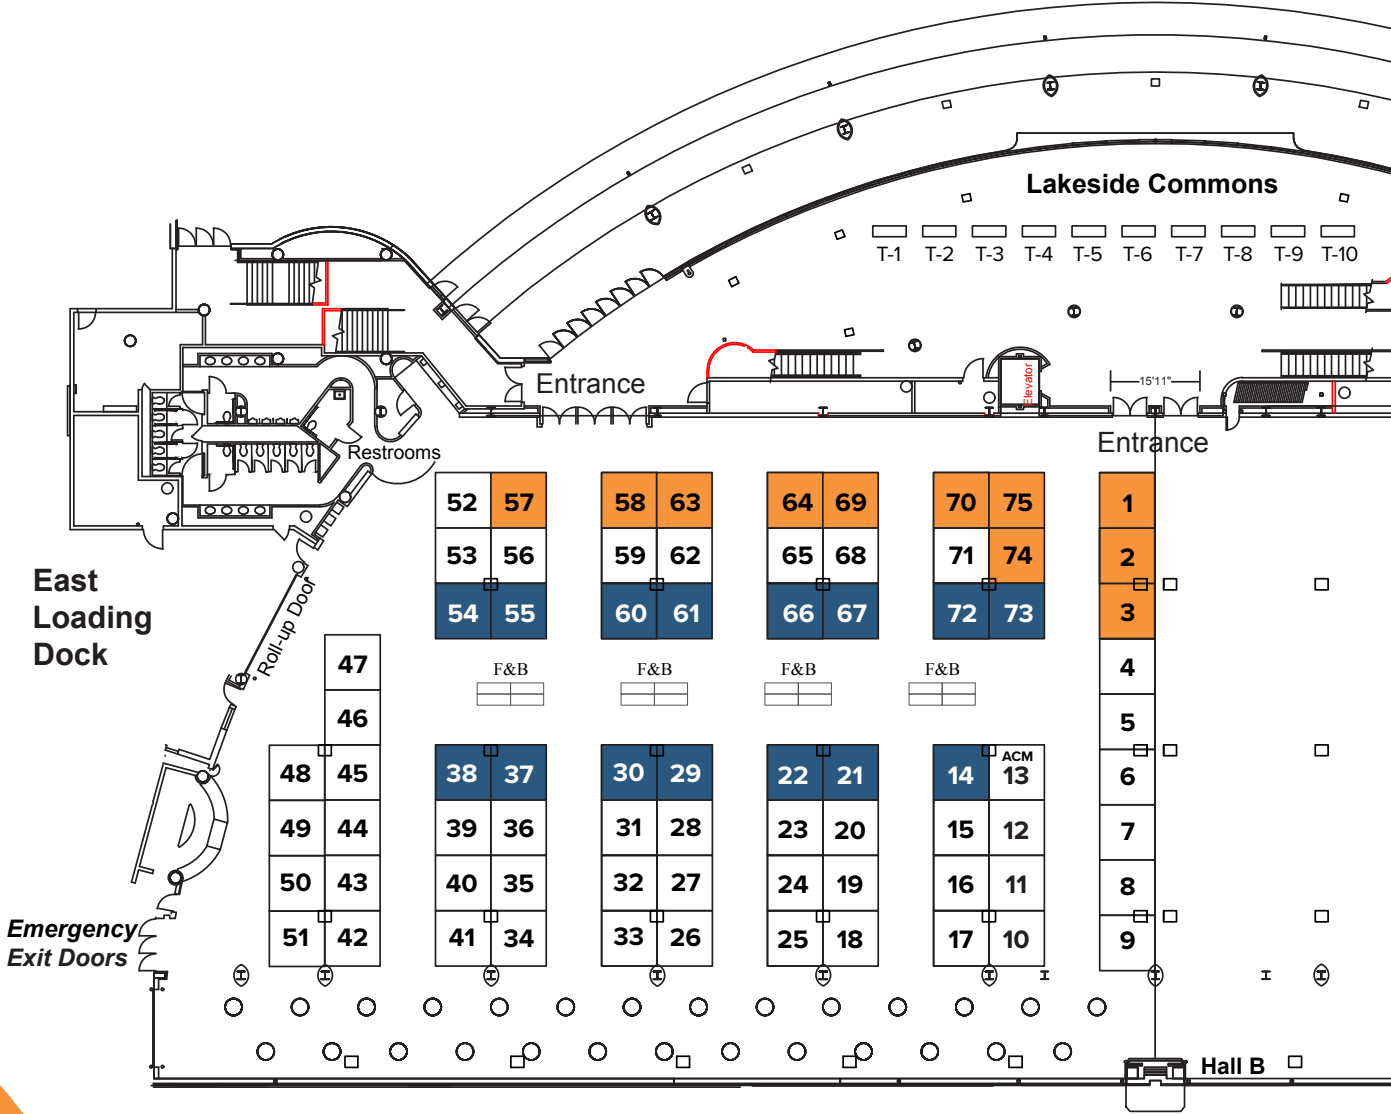 Lakeside Commons
T-1 T-2 T-3 T-4 T-5 T-6 T-7 T-8 T-9 T-10
Entrance
Elevator
15'11"
Entrance
Restrooms
52 57 58 63 64 69 70 75 1
53 56 59 62 65 68 71 74 2
54 55 60 61 66 67 72 73 3
East
Loading
Dock
Roll-up Door
47 4
F&B F&B F&B F&B
46 5
ACM
48 45 38 37 30 29 22 21 14 13 6
49 44 39 36 31 28 23 20 15 12 7
50 43 40 35 32 27 24 19 16 11 8
51 42 41 34 33 26 25 18 17 10 9
Emergency
Exit Doors
Hall B